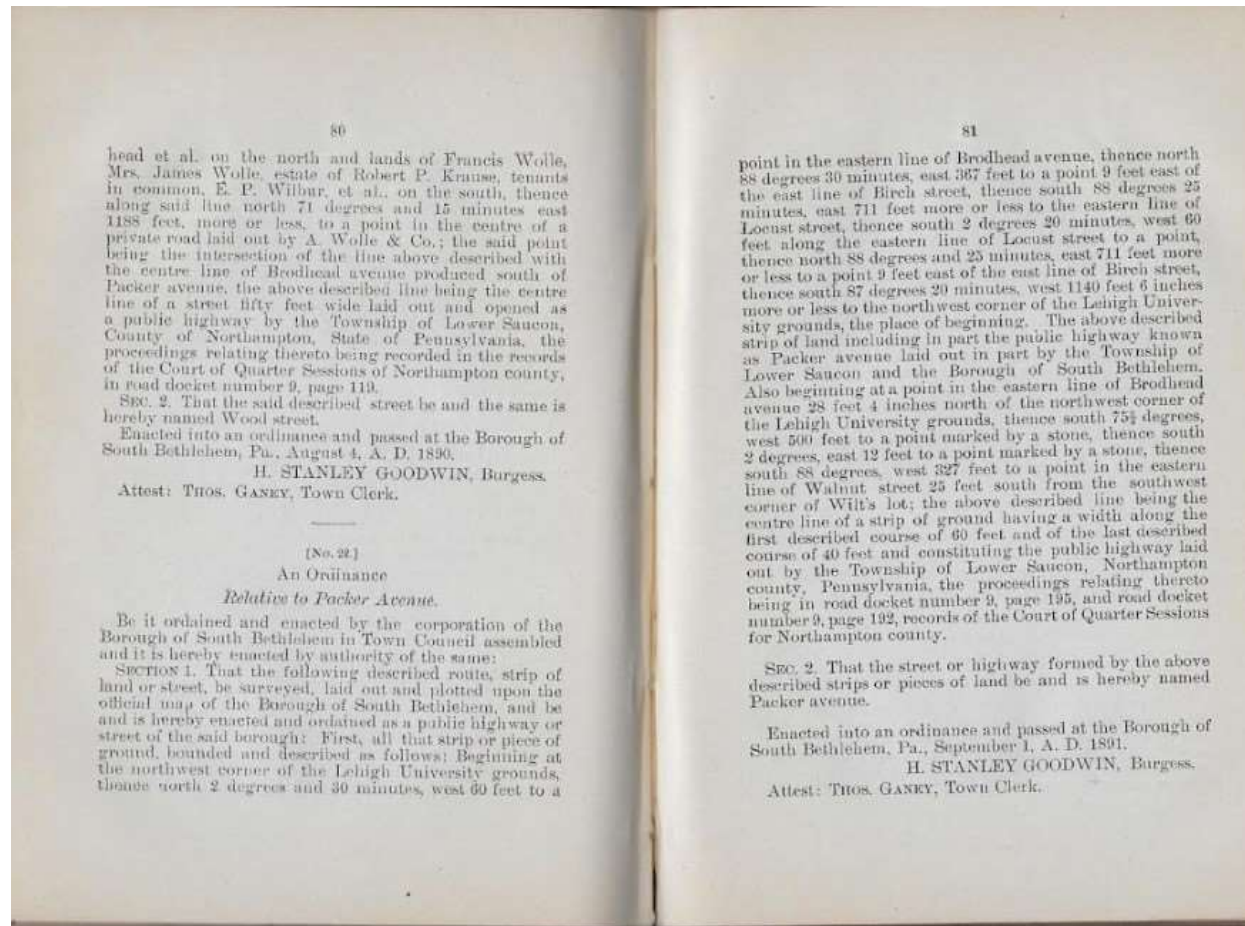 80
head et al. on the north and lands of Francis Wolle,
Mrs. James Wolle, estate of Robert P. Krause, tenants
in common, E. P. Wilbur, et al., on the south, thence
along said line north 71 degrees and 15 minutes east
1188 feet, more or less, to a point in the centre of a
private road laid out by A. Wolle & Co.; the said point
being the intersection of the line above described with
the centre line of Brodhead avenue produced south of
Packer avenue, the above described line being the centre
line of a street fifty feet wide laid out and opened as
a public highway by the Township of Lower Saucon,
County of Northampton, State of Pennsylvania, the
proceedings relating thereto being recorded in the records
of the Court of Quarter Sessions of Northampton county,
in road docket number 9, page 119.
SEC. 2. That the said described street be and the same is
hereby named Wood street.
Enacted into an ordinance and passed at the Borough of
South Bethlehem, Pa., August 4, A. D. 1890.
H. STANLEY GOODWIN, Burgess.
Attest: THOS. GANEY, Town Clerk.
[No. 22.]
An Ordinance
Relative to Packer Avenue.
Be it ordained and enacted by the corporation of the
Borough of South Bethlehem in Town Council assembled
and it is hereby enacted by authority of the same:
SECTION 1. That the following described route, strip of
land or street, be surveyed, laid out and plotted upon the
official map of the Borough of South Bethlehem, and be
and is hereby enacted and ordained as a public highway or
street of the said borough: First, all that strip or piece of
ground, bounded and described as follows: Beginning at
the northwest corner of the Lehigh University grounds,
thence north 2 degrees and 30 minutes, west 60 feet to a
81
point in the eastern line of Brodhead avenue, thence north
88 degrees 30 minutes, east 367 feet to a point 9 feet east of
the east line of Birch street, thence south 88 degrees 25
minutes, east 711 feet more or less to the eastern line of
Locust street, thence south 2 degrees 20 minutes, west 60
feet along the eastern line of Locust street to a point,
thence north 88 degrees and 25 minutes, east 711 feet more
or less to a point 9 feet east of the east line of Birch street,
thence south 87 degrees 20 minutes, west 1140 feet 6 inches
more or less to the northwest corner of the Lehigh Univer-
sity grounds, the place of beginning. The above described
strip of land including in part the public highway known
as Packer avenue laid out in part by the Township of
Lower Saucon and the Borough of South Bethlehem.
Also beginning at a point in the eastern line of Brodhead
avenue 28 feet 4 inches north of the northwest corner of
the Lehigh University grounds, thence south degrees,
west 500 feet to a point marked by a stone, thence south
2 degrees, east 12 feet to a point marked by a stone, thence
south 88 degrees, west 327 feet to a point in the eastern
line of Walnut street 25 feet south from the southwest
corner of Wilt's lot; the above described line being the
centre line of a strip of ground having a width along the
first described course of 60 feet and of the last described
course of 40 feet and constituting the public highway laid
out by the Township of Lower Saucon, Northampton
county, Pennsylvania, the proceedings relating thereto
being in road docket number 9, page 195, and road docket
number 9, page 192, records of the Court of Quarter Sessions
for Northampton county.
SEC. 2. That the street or highway formed by the above
described strips or pieces of land be and is hereby named
Packer avenue.
Enacted into an ordinance and passed at the Borough of
South Bethlehem, Pa., September 1, A. D. 1891.
H. STANLEY GOODWIN, Burgess.
Attest: THOS. GANEY, Town Clerk.